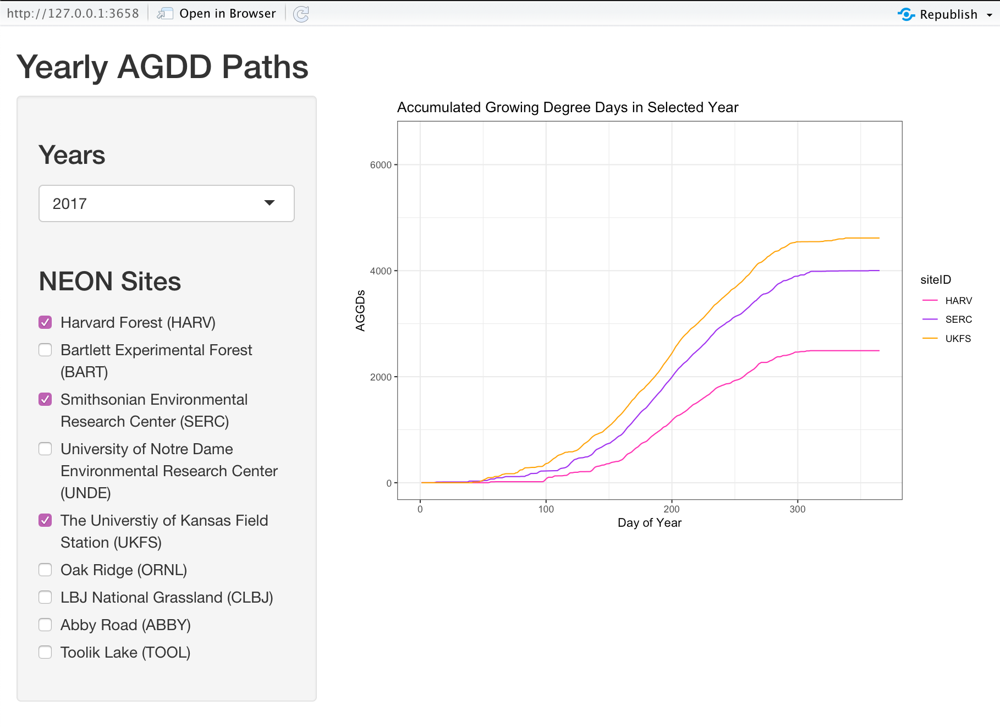 http://127.0.0.1:3658 Open in Browser Republish
Yearly AGDD Paths
Years
2017
NEON Sites
Harvard Forest (HARV)
Bartlett Experimental Forest
(BART)
Smithsonian Environmental
Research Center (SERC)
University of Notre Dame
Environmental Research Center
(UNDE)
The Universtiy of Kansas Field
Station (UKFS)
Oak Ridge (ORNL)
LBJ National Grassland (CLBJ)
Abby Road (ABBY)
Toolik Lake (TOOL)
Accumulated Growing Degree Days in Selected Year
AGGDs
6000
4000
2000
0
0 100 200 300
Day of Year
siteID
HARV
SERC
UKFS